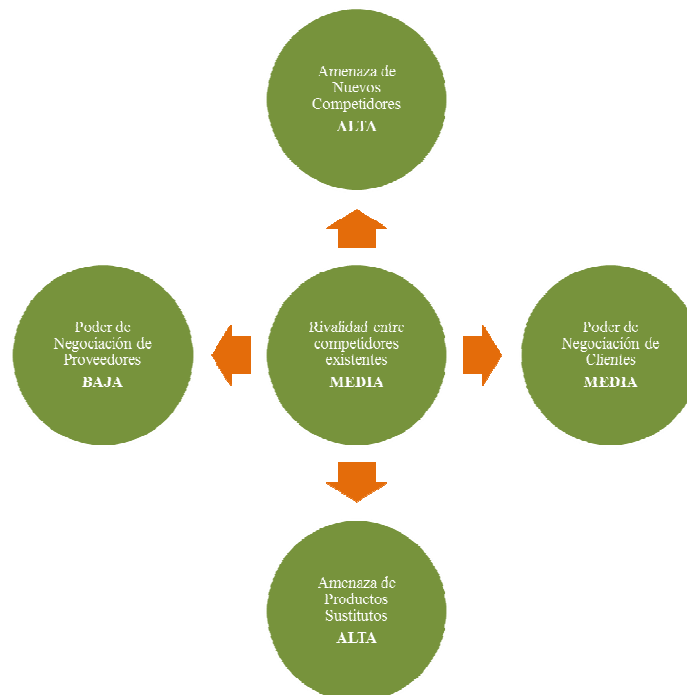 Amenaza de
Nuevos
Competidores
ALTA
Poder de
Negociación de
Proveedores
BAJA
Rivalidad entre
competidores
existentes
MEDIA
Poder de
Negociación de
Clientes
MEDIA
Amenaza de
Productos
Sustitutos
ALTA